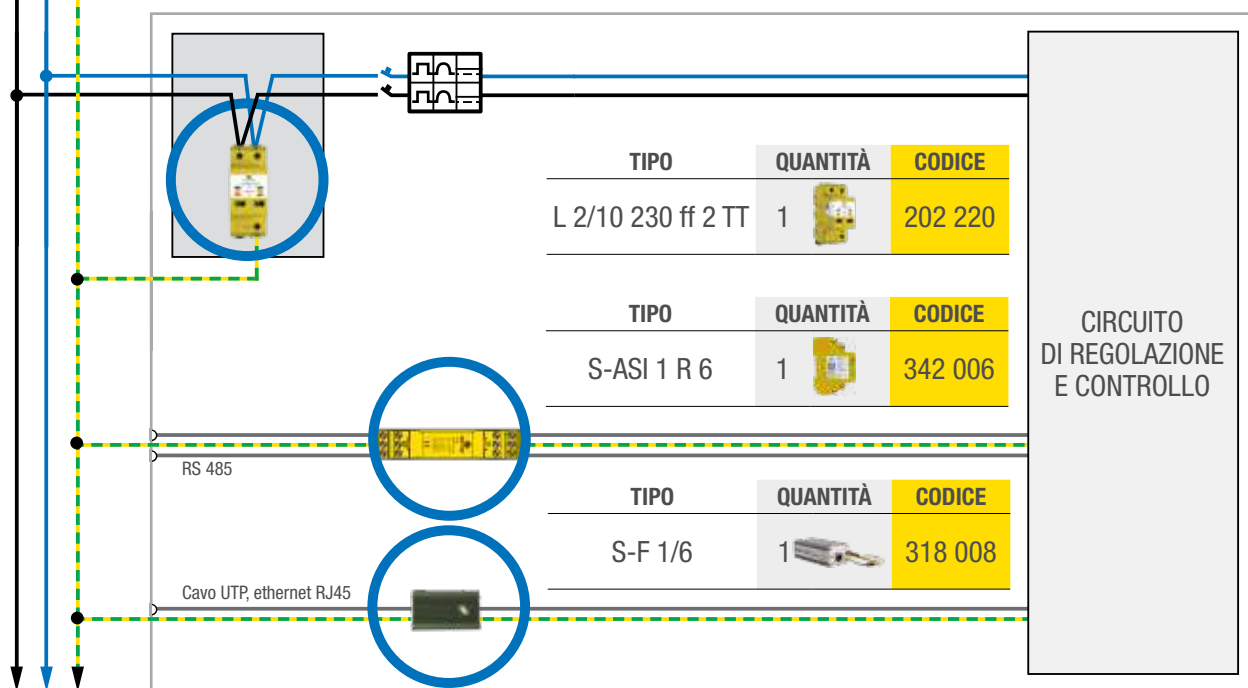 TIPO QUANTITÀ CODICE
L 2/10 230 ff 2 TT 1 202 220
TIPO QUANTITÀ CODICE
S-ASI 1 R 6 1 342 006
RS 485
TIPO QUANTITÀ CODICE
S-F 1/6 1 318 008
Cavo UTP, ethernet RJ45
CIRCUITO
DI REGOLAZIONE
E CONTROLLO